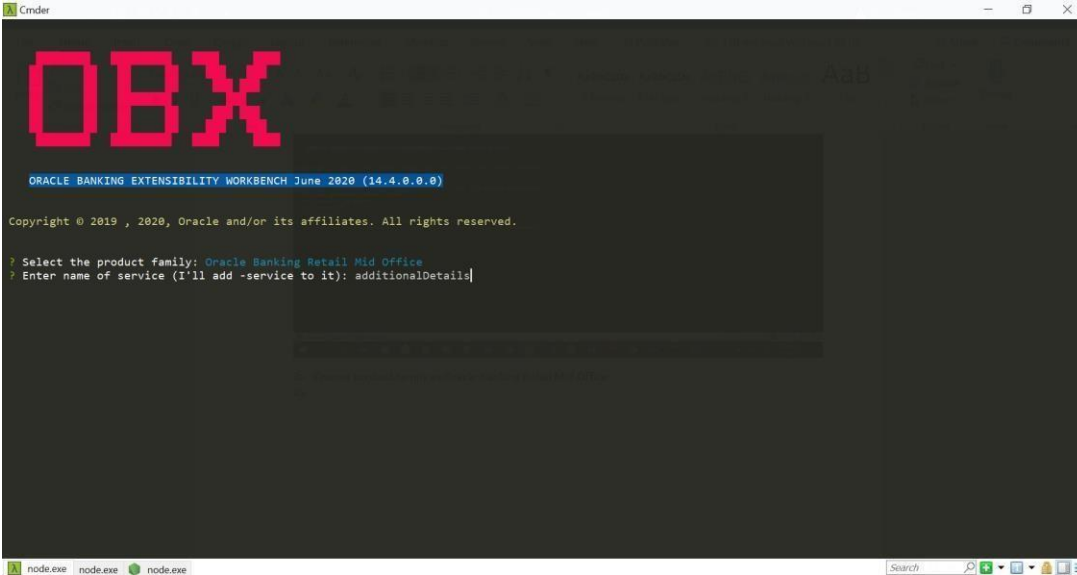 Cmder
OBX
ORACLE BANKING EXTENSIBILITY WORKBENCH June 2020 (14.4.0.0.0)
Copyright © 2019 , 2020, Oracle and/or its affiliates. All rights reserved.
? Select the product family: Oracle Banking Retail Mid Office
? Enter name of service (I'll add -service to it): additionalDetails
node.exe node.exe node.exe Search